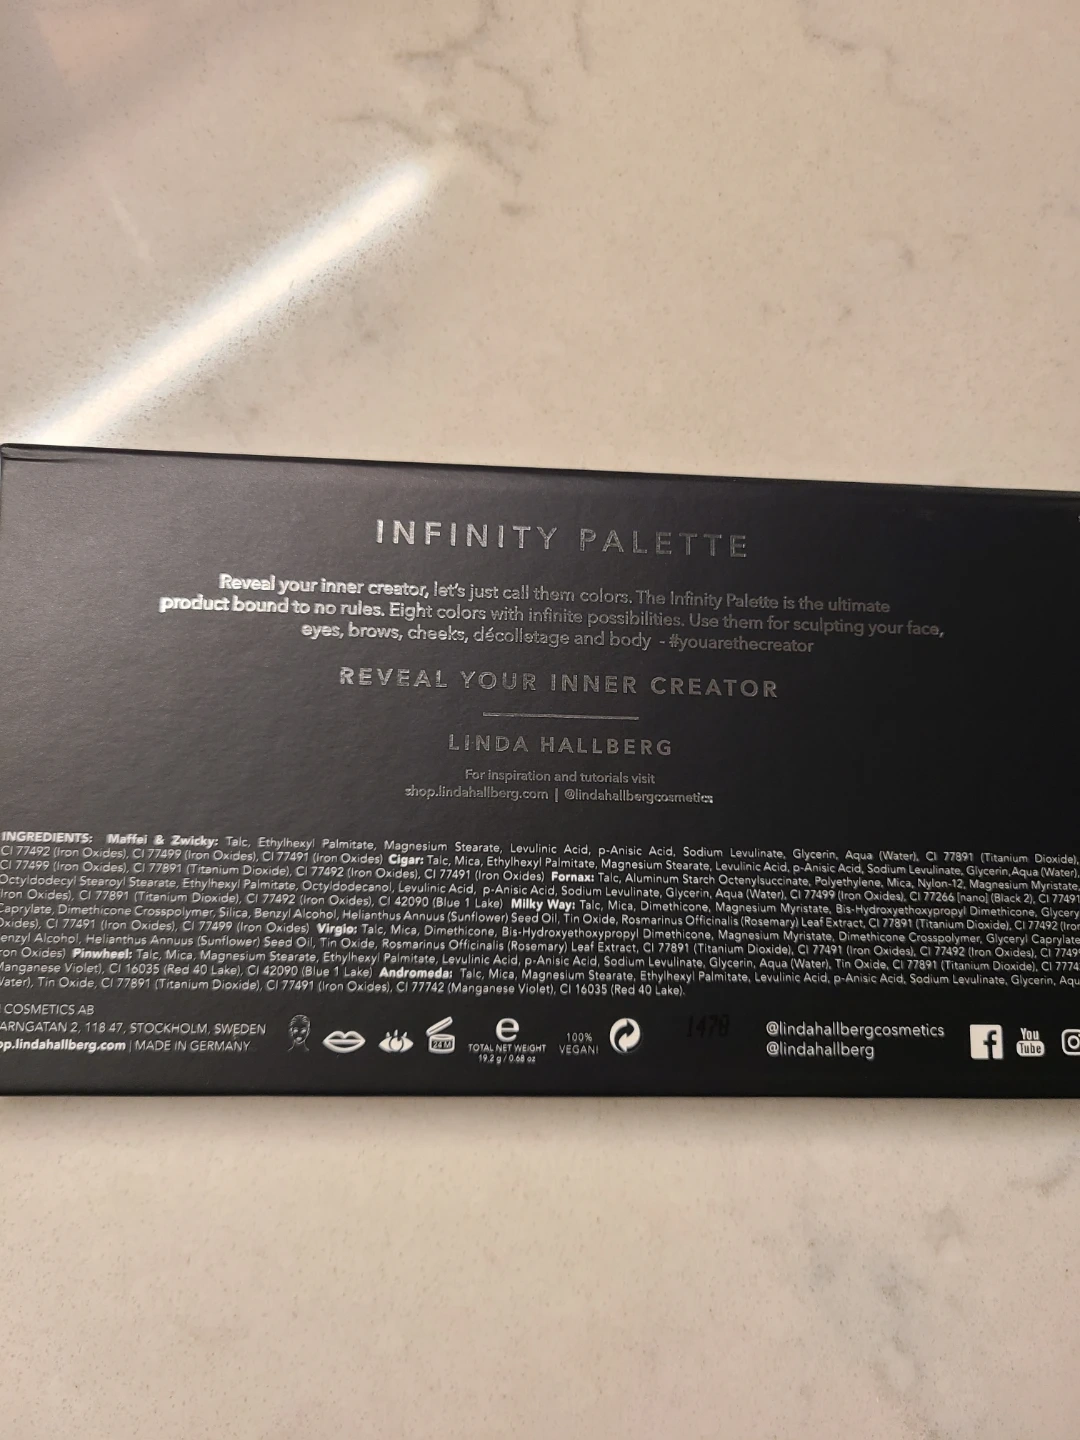 INFINITY PALETTE
Reveal your inner creator, let's just call them colors. The Infinity Palette is the ultimate
product bound to no rules. Eight colors with infinite possibilities. Use them for sculpting your face,
eyes, brows, cheeks, décolletage and body - #youarethecreator
REVEAL YOUR INNER CREATOR
LINDA HALLBERG
For inspiration and tutorials visit
shop.lindahallberg.com | @lindahallbergcosmetics
INGREDIENTS: Maffei & Zwicky: Talc, Ethylhexyl Palmitate, Magnesium Stearate, Levulinic Acid, p-Anisic Acid, Sodium Levulinate, Glycerin, Aqua (Water), CI 77891 (Titanium Dioxide),
CI 77492 (Iron Oxides), CI 77499 (Iron Oxides), CI 77491 (Iron Oxides) Cigar: Talc, Mica, Ethylhexyl Palmitate, Magnesium Stearate, Levulinic Acid, p-Anisic Acid, Sodium Levulinate, Glycerin,Aqua (Water),
CI 77499 (Iron Oxides), CI 77891 (Titanium Dioxide), CI 77492 (Iron Oxides), CI 77491 (Iron Oxides) Fornax: Talc, Aluminum Starch Octenylsuccinate, Polyethylene, Mica, Nylon-12, Magnesium Myristate,
Octyldodecyl Stearoyl Stearate, Ethylhexyl Palmitate, Octyldodecanol, Levulinic Acid, p-Anisic Acid, Sodium Levulinate, Glycerin, Aqua (Water), CI 77499 (Iron Oxides), CI 77266 [nano] (Black 2), CI 77491
Iron Oxides), CI 77891 (Titanium Dioxide), CI 77492 (Iron Oxides), CI 42090 (Blue 1 Lake) Milky Way: Talc, Mica, Dimethicone, Magnesium Myristate, Bis-Hydroxyethoxypropyl Dimethicone, Glyceryl
Caprylate, Dimethicone Crosspolymer, Silica, Benzyl Alcohol, Helianthus Annuus (Sunflower) Seed Oil, Tin Oxide, Rosmarinus Officinalis (Rosemary) Leaf Extract, CI 77891 (Titanium Dioxide), CI 77492 (Iron
Oxides), CI 77491 (Iron Oxides), CI 77499 (Iron Oxides) Virgio: Talc, Mica, Dimethicone, Bis-Hydroxyethoxypropyl Dimethicone, Magnesium Myristate, Dimethicone Crosspolymer, Glyceryl Caprylate
enzyl Alcohol, Helianthus Annuus (Sunflower) Seed Oil, Tin Oxide, Rosmarinus Officinalis (Rosemary) Leaf Extract, CI 77891 (Titanium Dioxide), CI 77491 (Iron Oxides), CI 77492 (Iron Oxides), CI 77499
ron Oxides) Pinwheel: Talc, Mica, Magnesium Stearate, Ethylhexyl Palmitate, Levulinic Acid, p-Anisic Acid, Sodium Levulinate, Glycerin, Aqua (Water), Tin Oxide, CI 77891 (Titanium Dioxide), CI 7774
Manganese Violet), CI 16035 (Red 40 Lake), CI 42090 (Blue 1 Lake) Andromeda: Talc, Mica, Magnesium Stearate, Ethylhexyl Palmitate, Levulinic Acid, p-Anisic Acid, Sodium Levulinate, Glycerin, Aqu
ater), Tin Oxide, CI 77891 (Titanium Dioxide), CI 77491 (Iron Oxides), CI 77742 (Manganese Violet), CI 16035 (Red 40 Lake).
COSMETICS AB
ARNGATAN 2, 118 47, STOCKHOLM, SWEDEN
op.lindahallberg.com | MADE IN GERMANY
24 M
e
TOTAL NET WEIGHT
19,2 g / 0.68 oz
100%
VEGAN!
1470
@lindahallbergcosmetics
@lindahallberg
f
You
Tube